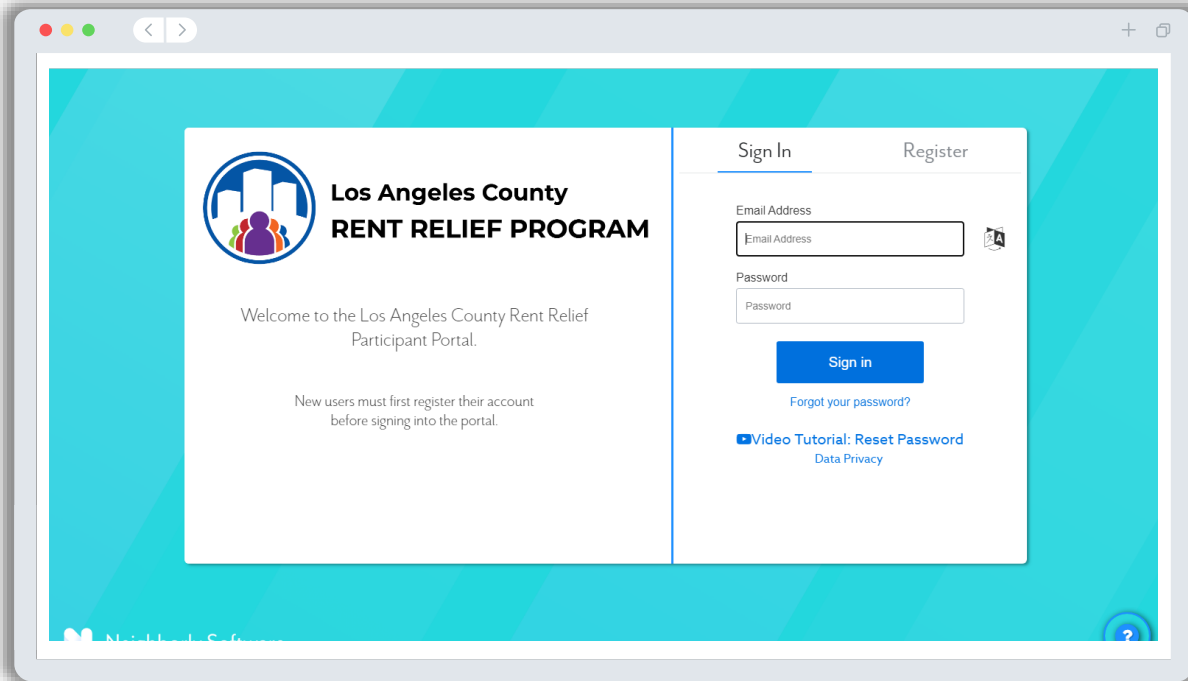 Los Angeles County
RENT RELIEF PROGRAM
Welcome to the Los Angeles County Rent Relief
Participant Portal.
New users must first register their account
before signing into the portal.
Sign In
Register
Email Address
Email Address
Password
Password
Sign in
Forgot your password?
Video Tutorial: Reset Password
Data Privacy
Neighborly Software
?